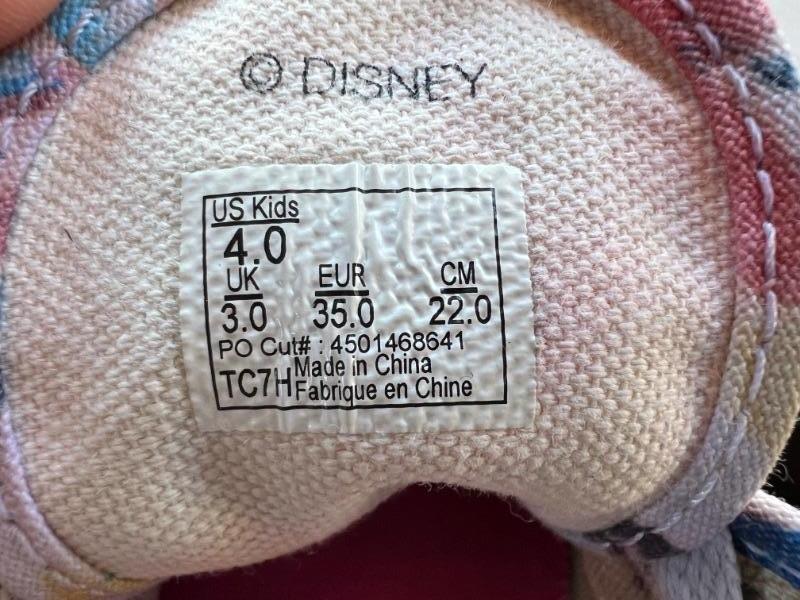 © DISNEY
US Kids
4.0
UK EUR CM
3.0 35.0 22.0
PO Cut# : 4501468641
Made in China
TC7H Fabrique en Chine